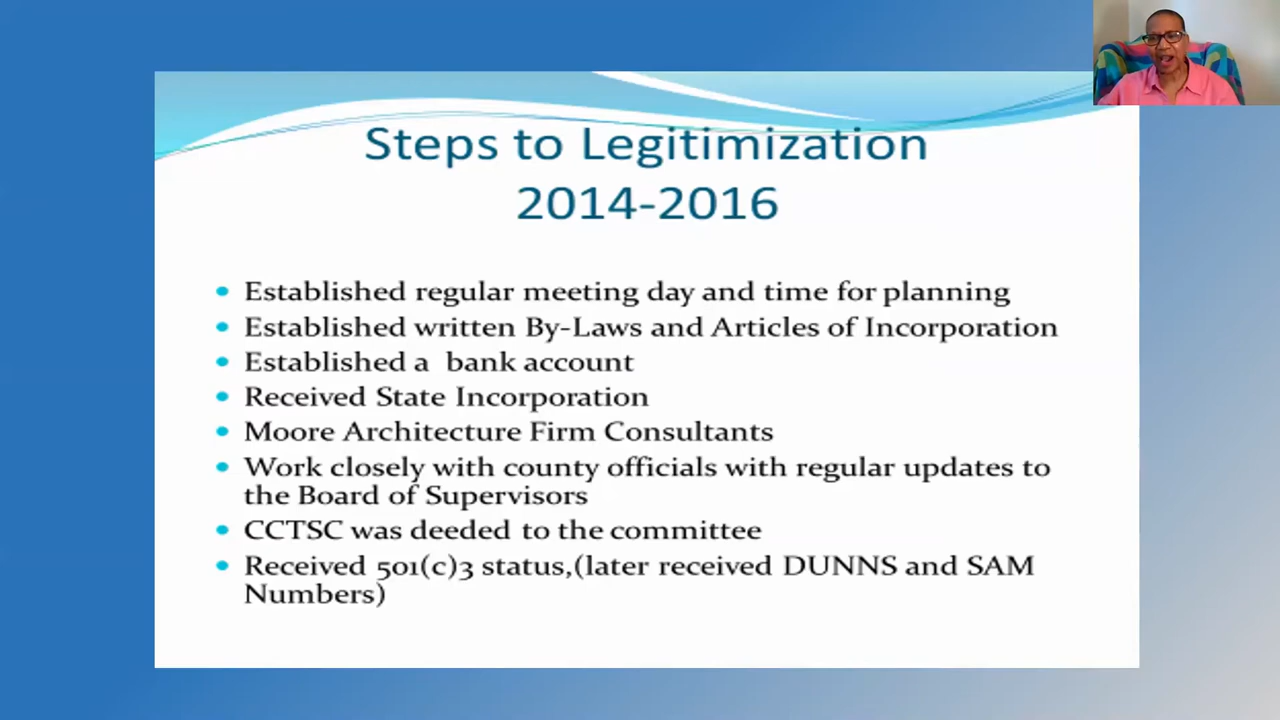 Steps to Legitimization
2014-2016
• Established regular meeting day and time for planning
• Established written By-Laws and Articles of Incorporation
• Established a  bank account
• Received State Incorporation
• Moore Architecture Firm Consultants
• Work closely with county officials with regular updates to
the Board of Supervisors
• CCTSC was deeded to the committee
• Received 501(c)3 status,(later received DUNNS and SAM
Numbers)